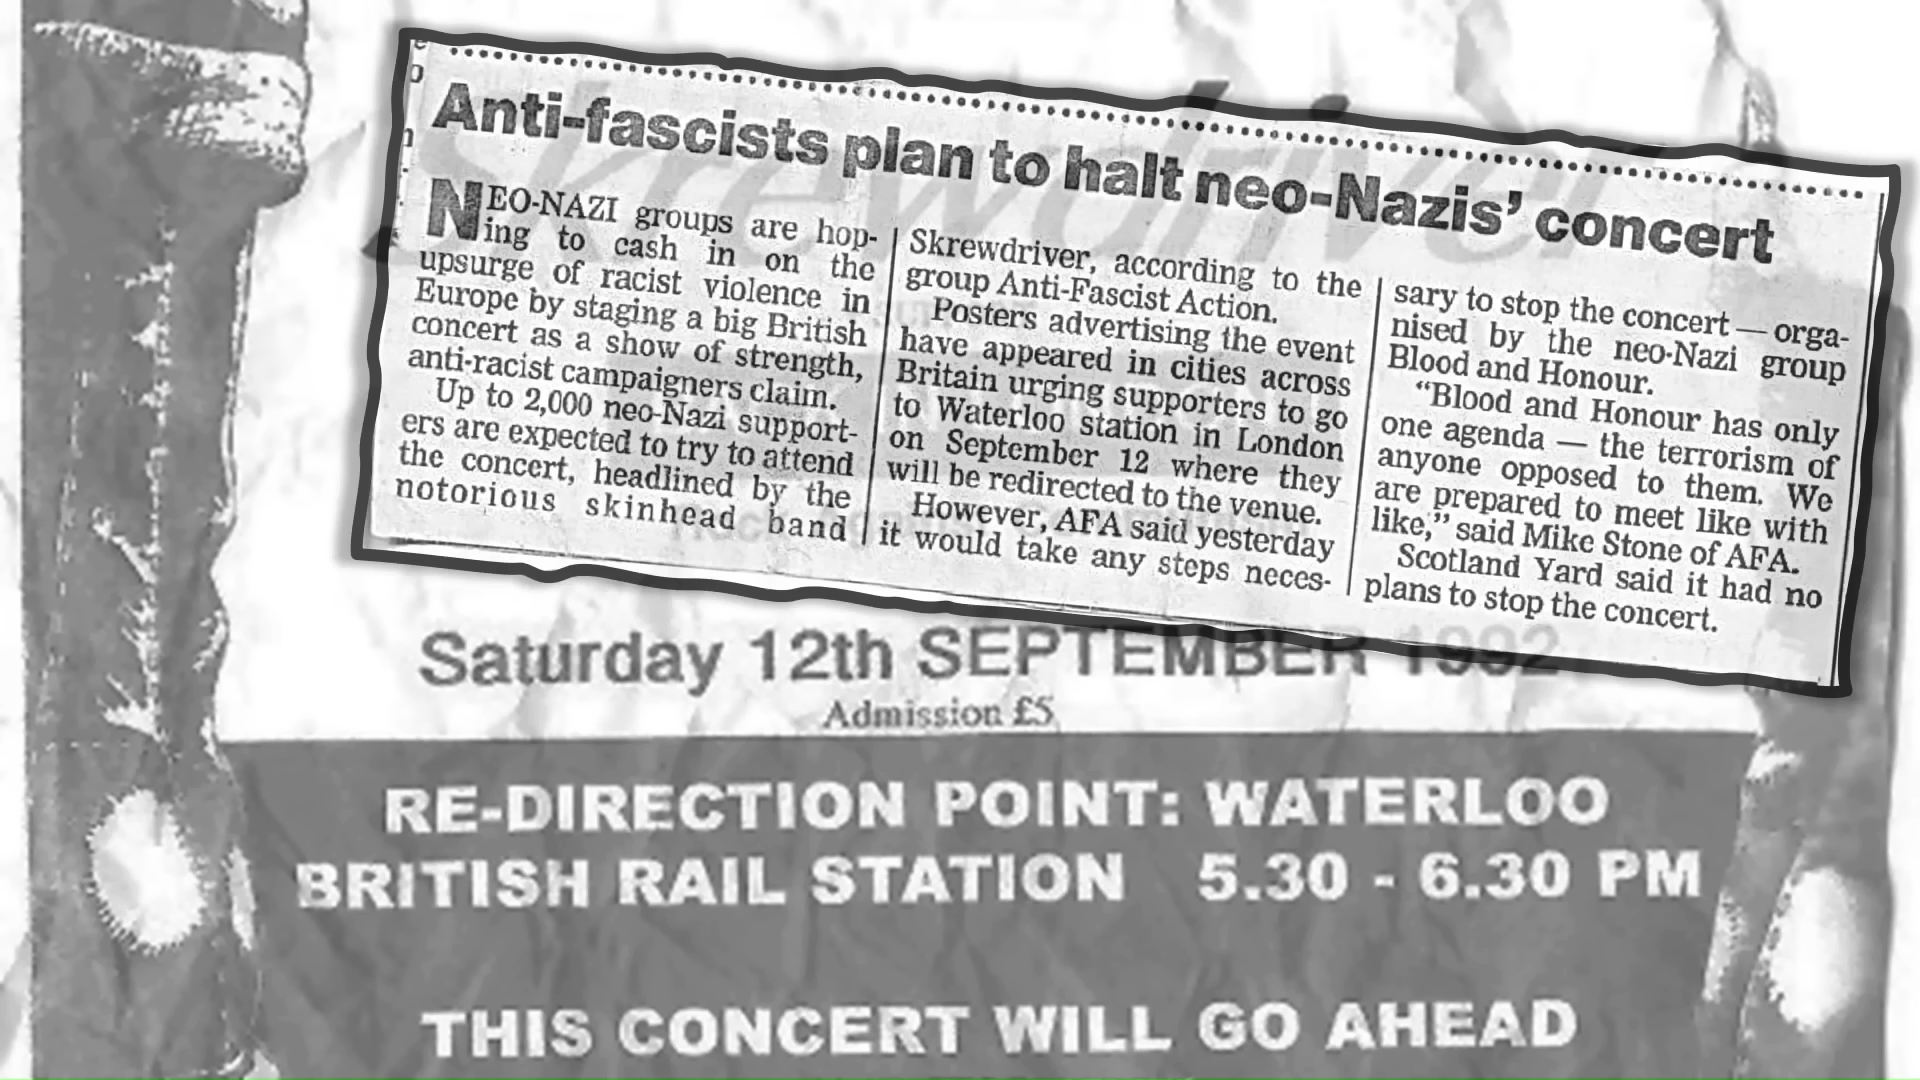 Anti-fascists plan to halt neo-Nazis' concert
NEO-NAZI groups are hop-
ing to cash in on the
upsurge of racist violence in
Europe by staging a big British
concert as a show of strength,
anti-racist campaigners claim.
Up to 2,000 neo-Nazi support-
ers are expected to try to attend
the concert, headlined by the
notorious skinhead band
Skrewdriver, according to the
group Anti-Fascist Action.
Posters advertising the event
have appeared in cities across
Britain urging supporters to go
to Waterloo station in London
on September 12 where they
will be redirected to the venue.
However, AFA said yesterday
it would take any steps neces-
sary to stop the concert — orga-
nised by the neo-Nazi group
Blood and Honour.
"Blood and Honour has only
one agenda — the terrorism of
anyone opposed to them. We
are prepared to meet like with
like," said Mike Stone of AFA.
Scotland Yard said it had no
plans to stop the concert.
skrewdriver
Saturday 12th SEPTEMBER 1992
Admission £5
RE-DIRECTION POINT: WATERLOO
BRITISH RAIL STATION 5.30 - 6.30 PM
THIS CONCERT WILL GO AHEAD